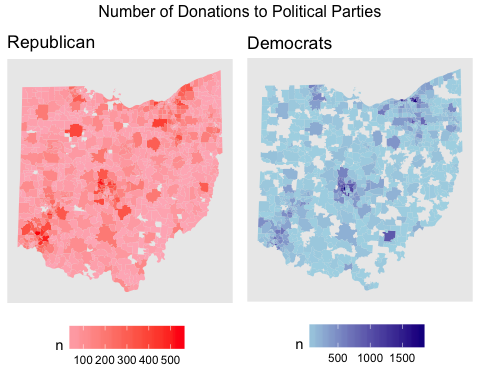 Number of Donations to Political Parties
Republican
Democrats
n
100 200 300 400 500
n
500 1000 1500